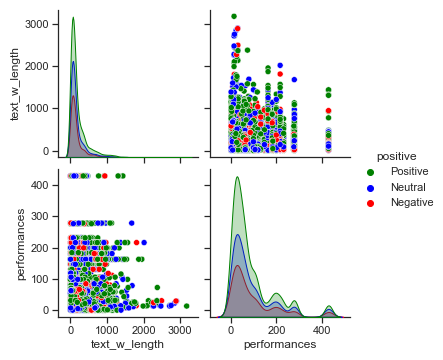 3000
2000
1000
0
text_w_length
400
300
200
100
0
performances
0 1000 2000 3000
text_w_length
0 200 400
performances
positive
Positive
Neutral
Negative